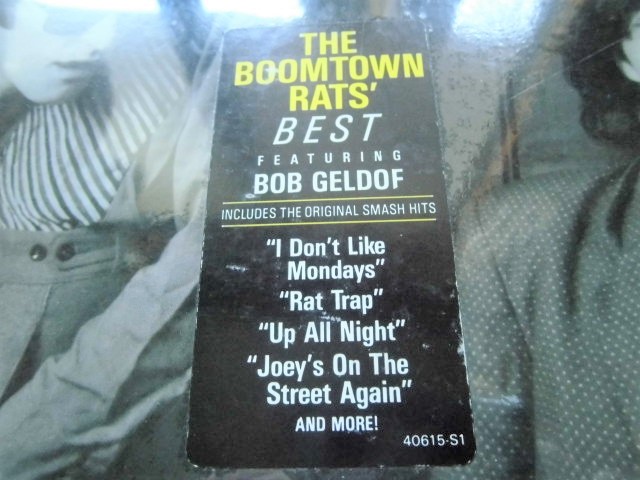 THE
BOOMTOWN
RATS'
BEST
FEATURING
BOB GELDOF
INCLUDES THE ORIGINAL SMASH HITS
"I Don't Like
Mondays"
"Rat Trap"
"Up All Night"
"Joey's On The
Street Again"
AND MORE!
40615-S1